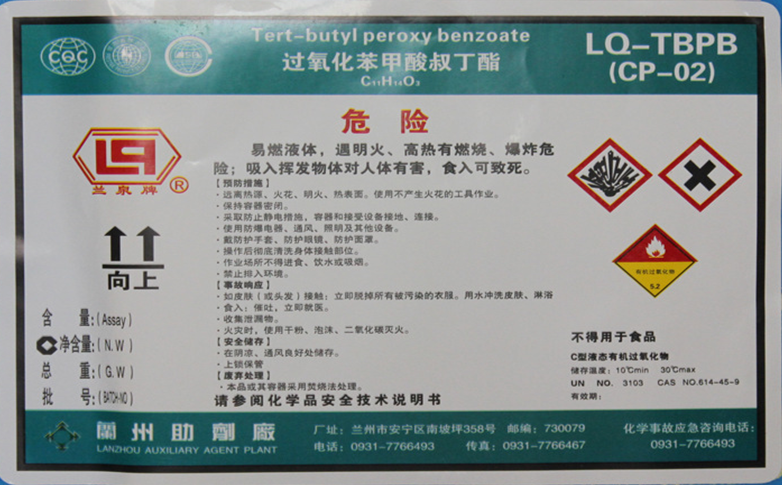 CQC
Tert-butyl peroxy benzoate
过氧化苯甲酸叔丁酯
C₁₁H₁₄O₃
LQ-TBPB
(CP-02)
危 险
易燃液体，遇明火、高热有燃烧、爆炸危
险；吸入挥发物体对人体有害，食入可致死。
兰泉牌®
向上
【预防措施】
·远离热源、火花、明火、热表面。使用不产生火花的工具作业。
·保持容器密闭。
·采取防止静电措施，容器和接受设备接地、连接。
·使用防爆电器、通风、照明及其他设备。
·戴防护手套、防护眼镜、防护面罩。
·操作后彻底清洗身体接触部位。
·作业场所不得进食、饮水或吸烟。
·禁止排入环境。
【事故响应】
·如皮肤（或头发）接触：立即脱掉所有被污染的衣服。用水冲洗皮肤、淋浴
·食入：催吐，立即就医。
·收集泄漏物。
·火灾时，使用干粉、泡沫、二氧化碳灭火。
【安全储存】
·在阴凉、通风良好处储存。
·上锁保管
【废弃处理】
·本品或其容器采用焚烧法处理。
请参阅化学品安全技术说明书
含 量:(Assay)
净含量:(N.W)
总 重:(G.W)
批 号:(BATCH-NO)
有机过氧化物
5.2
不得用于食品
C型液态有机过氧化物
储存温度：10℃min 30℃max
UN NO. 3103 CAS NO.614-45-9
有效期：
蘭州助劑廠
LANZHOU AUXILIARY AGENT PLANT
厂址：兰州市安宁区南坡坪358号 邮编：730079
电话：0931-7766493 传真：0931-7766467
化学事故应急咨询电话：
0931-7766493